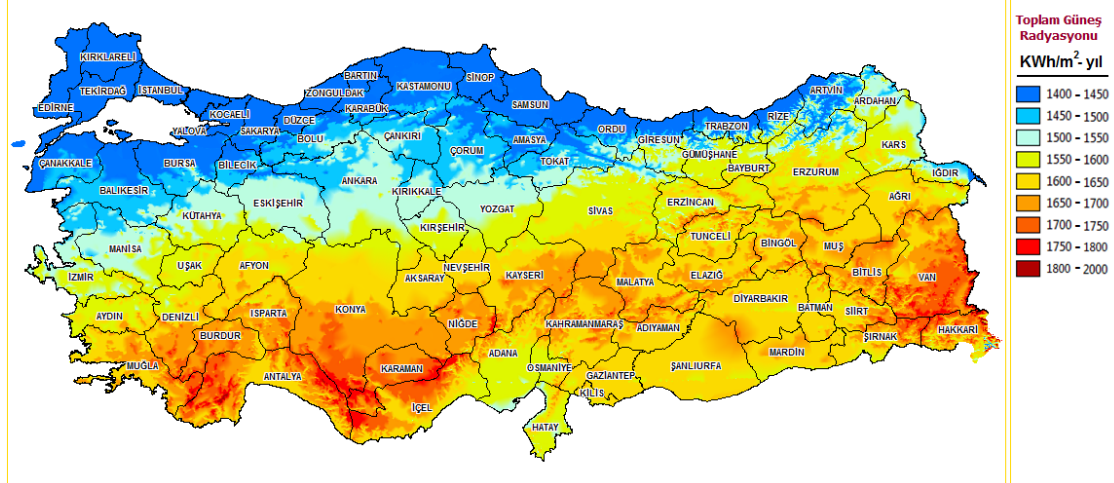 Toplam Güneş
Radyasyonu
KWh/m²- yıl
1400 - 1450
1450 - 1500
1500 - 1550
1550 - 1600
1600 - 1650
1650 - 1700
1700 - 1750
1750 - 1800
1800 - 2000
KIRKLARELİ
TEKİRDAĞ
İSTANBUL
EDİRNE
KOCAELİ
YALOVA
SAKARYA
DÜZCE
ZONGULDAK
BARTIN
KARABÜK
KASTAMONU
SİNOP
SAMSUN
BOLU
ÇANKIRI
ÇORUM
AMASYA
TOKAT
ORDU
GİRESUN
TRABZON
RİZE
ARTVİN
ARDAHAN
KARS
IĞDIR
GÜMÜŞHANE
BAYBURT
ERZURUM
ÇANAKKALE
BURSA
BİLECİK
BALIKESİR
KÜTAHYA
ESKİŞEHİR
ANKARA
KIRIKKALE
YOZGAT
KIRŞEHİR
SİVAS
ERZİNCAN
AĞRI
TUNCELİ
BİNGÖL
MUŞ
MANİSA
İZMİR
UŞAK
AFYON
AKSARAY
NEVŞEHİR
KAYSERİ
MALATYA
ELAZIĞ
BİTLİS
VAN
DİYARBAKIR
BATMAN
SİİRT
AYDIN
DENİZLİ
ISPARTA
BURDUR
KONYA
NİĞDE
KAHRAMANMARAŞ
ADIYAMAN
ŞIRNAK
HAKKARİ
MARDİN
MUĞLA
ANTALYA
KARAMAN
ADANA
OSMANİYE
GAZİANTEP
ŞANLIURFA
KİLİS
İÇEL
HATAY